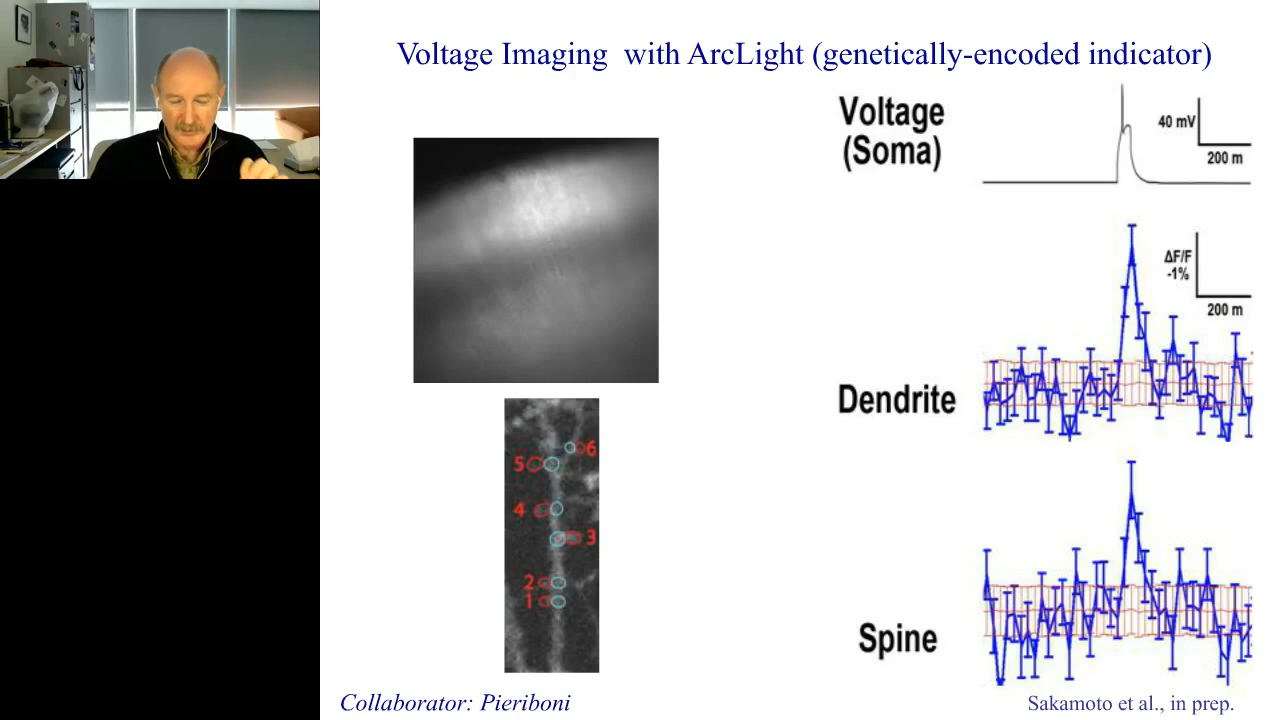 Voltage Imaging with ArcLight (genetically-encoded indicator)
Voltage
(Soma)
40 mV
200 m
ΔF/F
-1%
200 m
Dendrite
6
5
4
3
2
1
Spine
Collaborator: Pieriboni
Sakamoto et al., in prep.